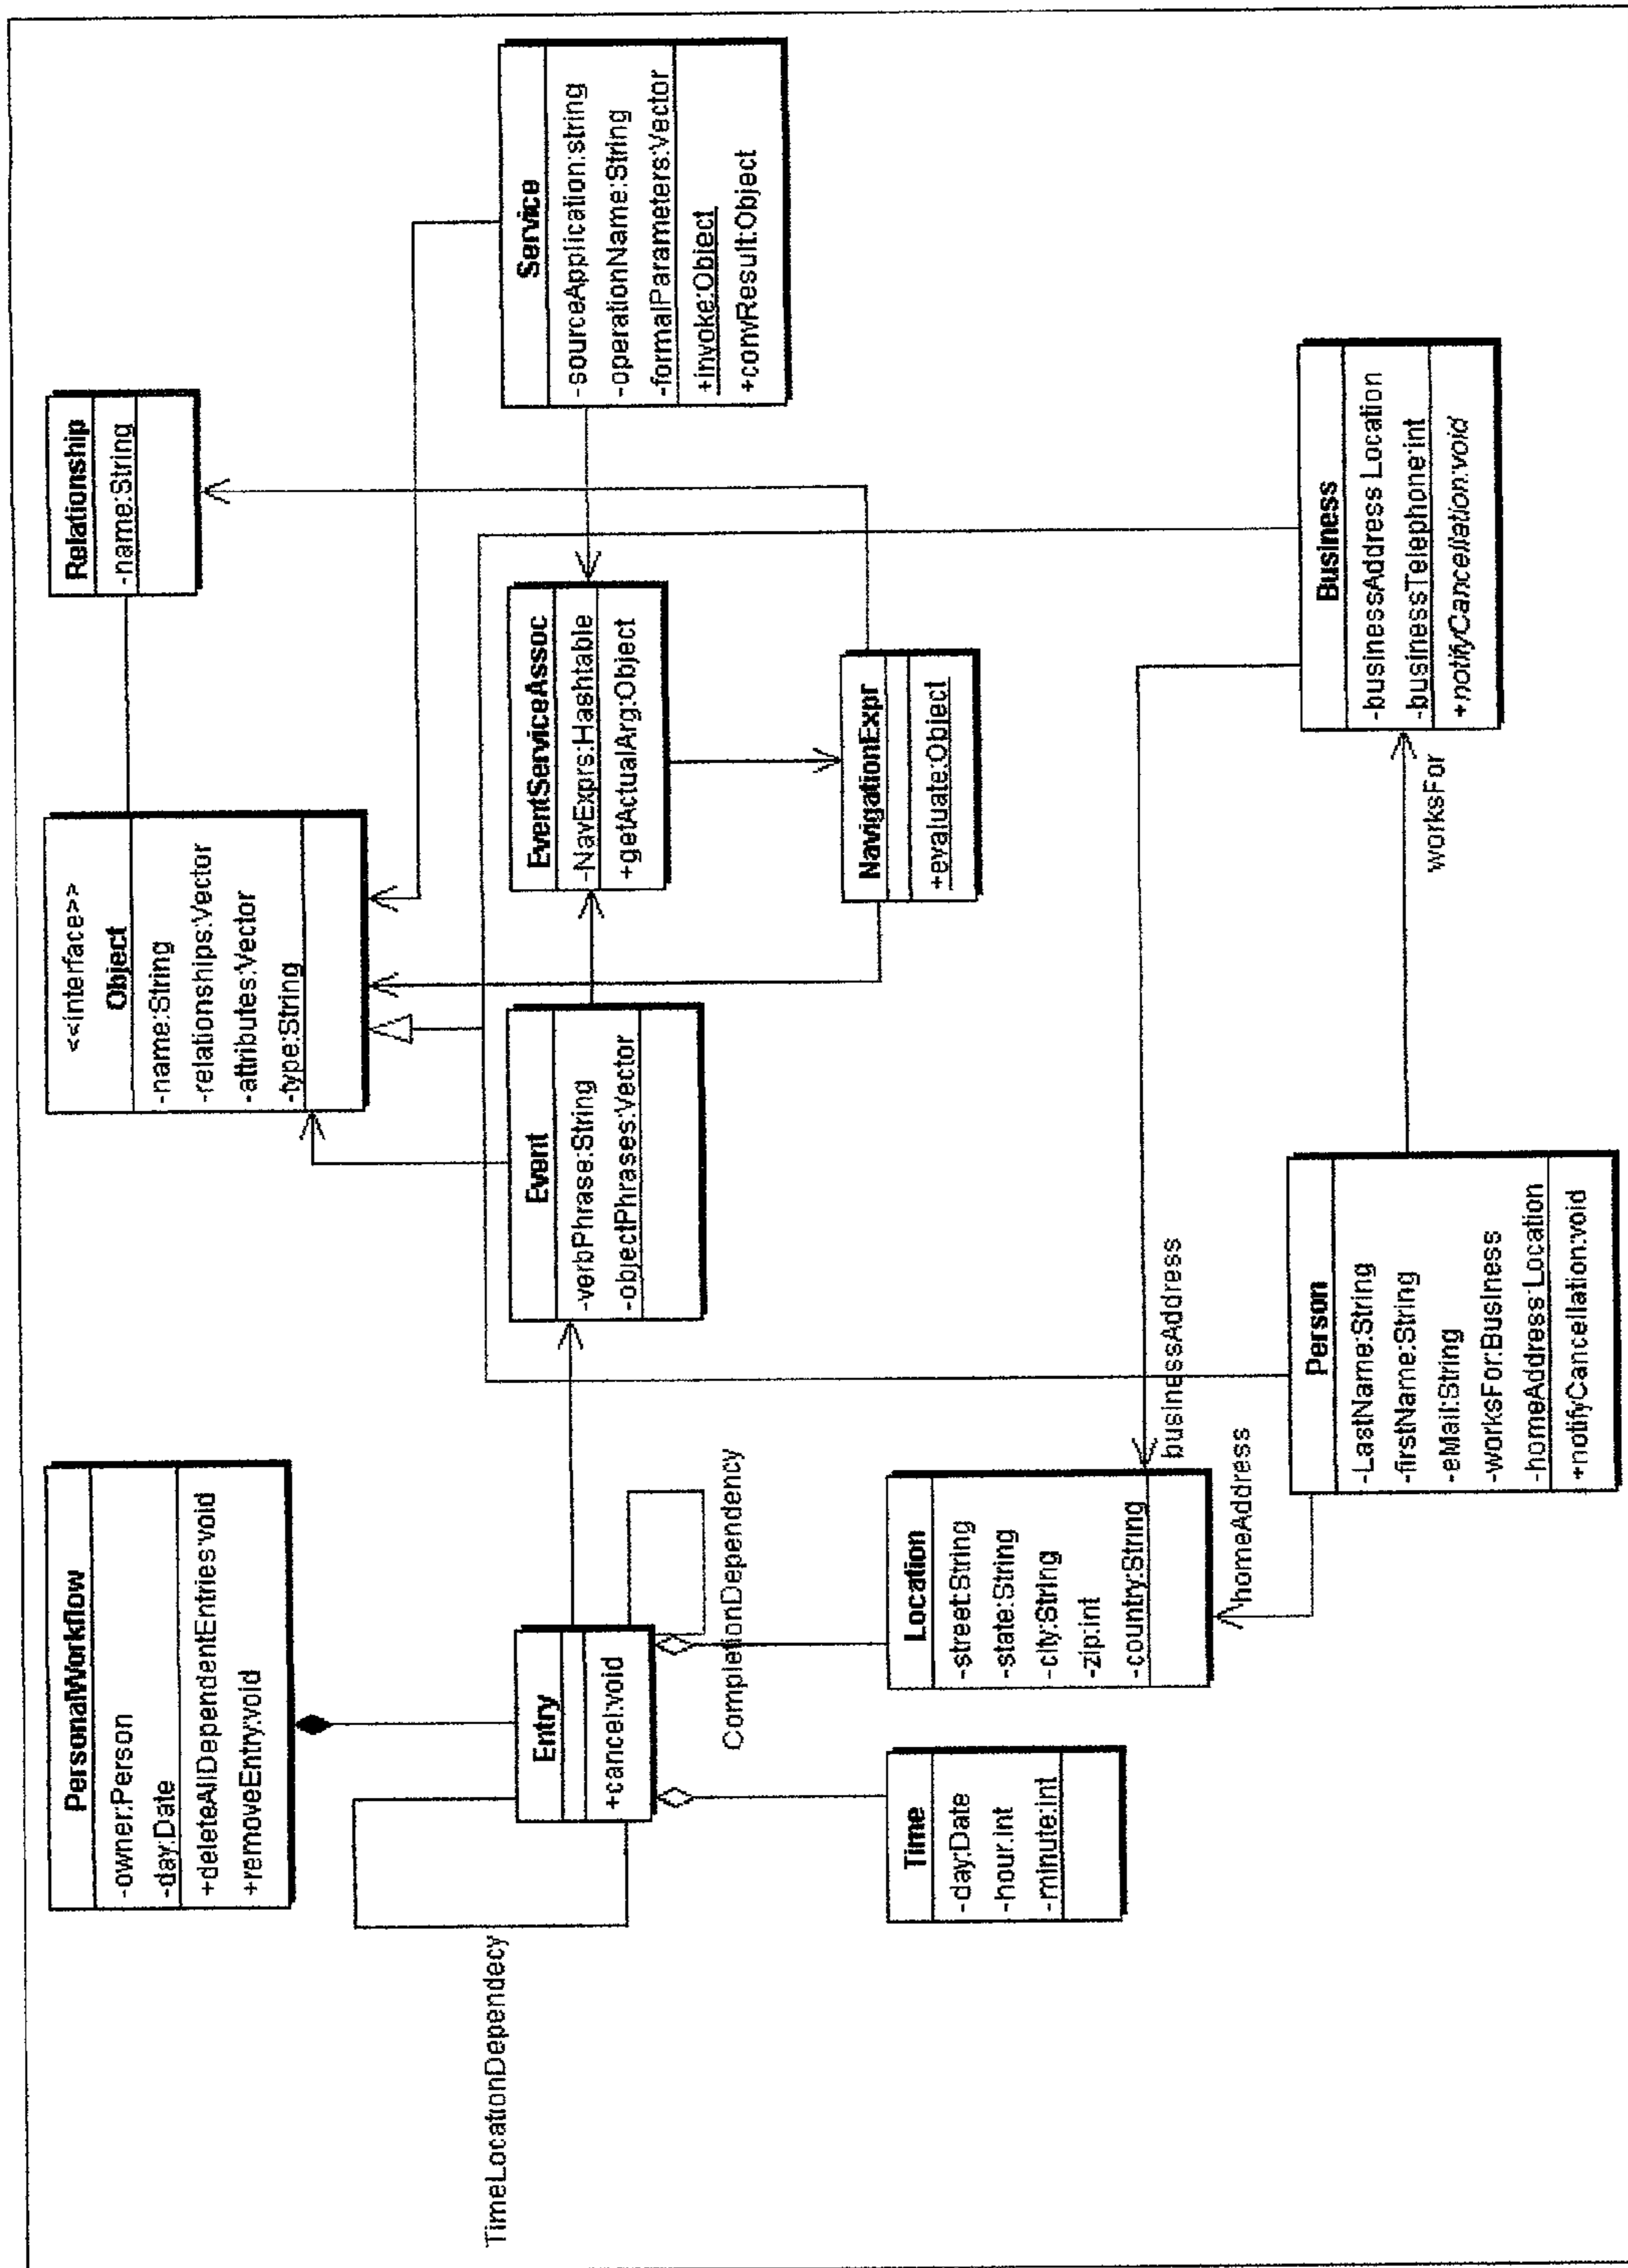 PersonalWorkflow
-owner:Person
-day:Date
+deleteAllDependentEntries:void
+removeEntry:void
<<interface>>
Object
-name:String
-relationships:Vector
-attributes:Vector
-type:String
Relationship
-name:String
TimeLocationDependecy
Entry
+cancel:void
CompletionDependency
Event
-verbPhrase:String
-objectPhrases:Vector
EventServiceAssoc
-NavExprs:Hashtable
+getActualArg:Object
Service
-sourceApplication:string
-operationName:String
-formalParameters:Vector
+invoke:Object
+convResult:Object
Time
-day:Date
-hour:int
-minute:int
Location
-street:String
-state:String
-city:String
-zip:int
-country:String
NavigationExpr
+evaluate:Object
businessAddress
homeAddress
Person
-LastName:String
-firstName:String
-eMail:String
-worksFor:Business
-homeAddress:Location
+notifyCancellation:void
worksFor
Business
-businessAddress Location
-businessTelephone:int
+notifyCancellation:void